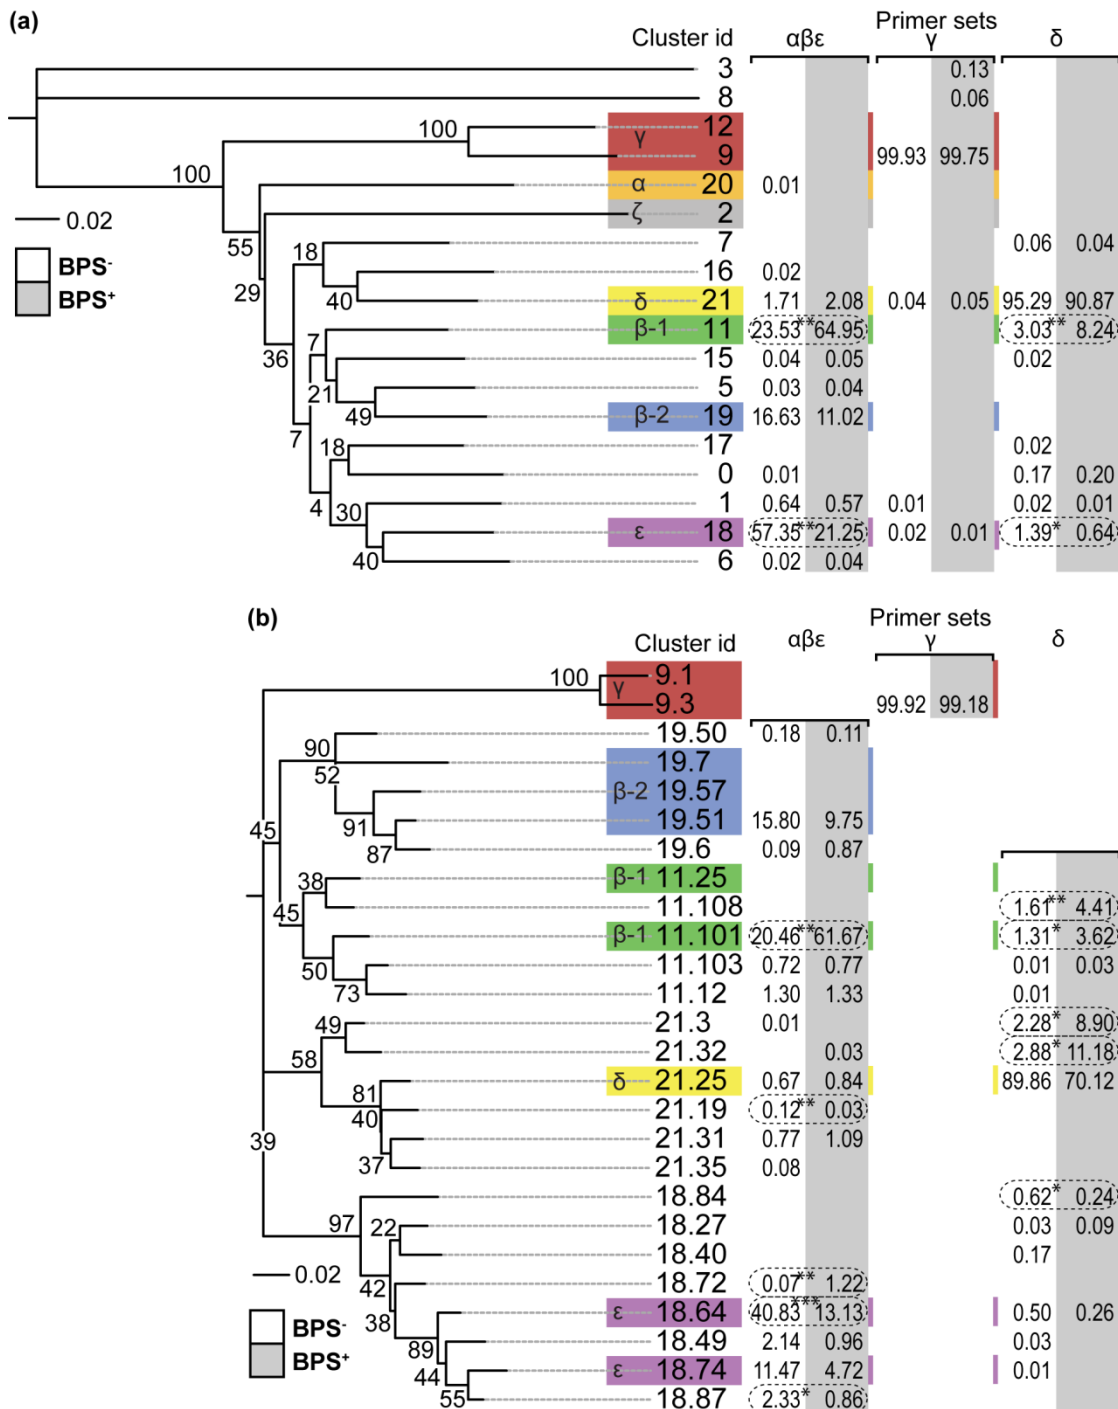 (a)
Primer sets
Cluster id αβε γ δ
3 0.13
8 0.06
100 12
γ
9 99.93 99.75
100
α 20 0.01
0.02
ζ 2
55
BPS-
BPS+
18 7 0.06 0.04
29
16 0.02
40
δ 21 1.71 2.08 0.04 0.05 95.29 90.87
β-1 11 23.53** 64.95 3.03** 8.24
7
36
15 0.04 0.05 0.02
21
5 0.03 0.04
49
β-2 19 16.63 11.02
7
18 17 0.02
0 0.01 0.17 0.20
4
30 1 0.64 0.57 0.01 0.02 0.01
ε 18 57.35** 21.25 0.02 0.01 1.39* 0.64
40
6 0.02 0.04
(b)
Primer sets
Cluster id αβε γ δ
100 9.1
γ
9.3 99.92 99.18
19.50 0.18 0.11
90
52
19.7
β-2 19.57
91
19.51 15.80 9.75
45
87
19.6 0.09 0.87
38 β-1 11.25
11.108 1.61** 4.41
45
β-1 11.101 20.46** 61.67 1.31* 3.62
50
11.103 0.72 0.77 0.01 0.03
73
11.12 1.30 1.33 0.01
49 21.3 0.01 2.28* 8.90
21.32 0.03 2.88* 11.18
58
δ 21.25 0.67 0.84 89.86 70.12
81
40
21.19 0.12** 0.03
21.31 0.77 1.09
39
37
21.35 0.08
18.84 0.62* 0.24
97
22
18.27 0.03 0.09
18.40 0.17
0.02
42
18.72 0.07** 1.22
38
ε 18.64 40.83*** 13.13 0.50 0.26
BPS-
BPS+
89
18.49 2.14 0.96 0.03
44
ε 18.74 11.47 4.72 0.01
55
18.87 2.33* 0.86